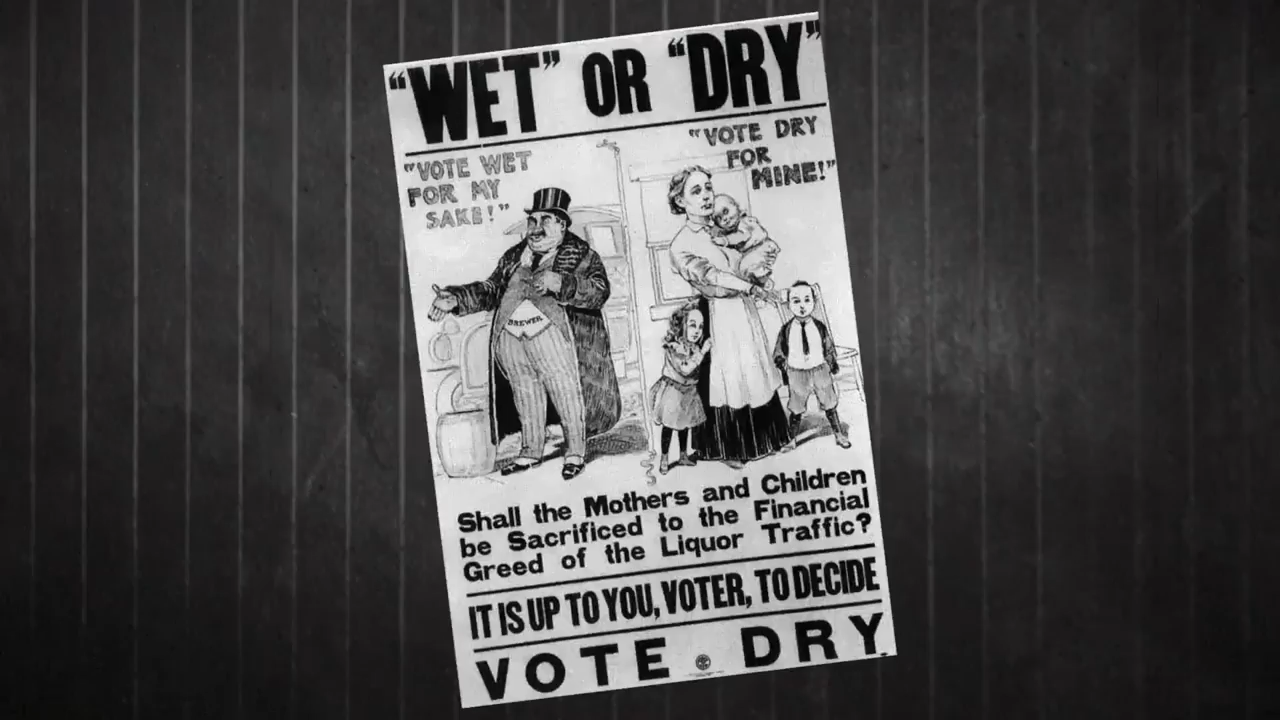 "WET" OR "DRY"
"VOTE WET
FOR MY
SAKE!"
"VOTE DRY
FOR
MINE!"
BREWER
Shall the Mothers and Children
be Sacrificed to the Financial
Greed of the Liquor Traffic?
IT IS UP TO YOU, VOTER, TO DECIDE
VOTE DRY